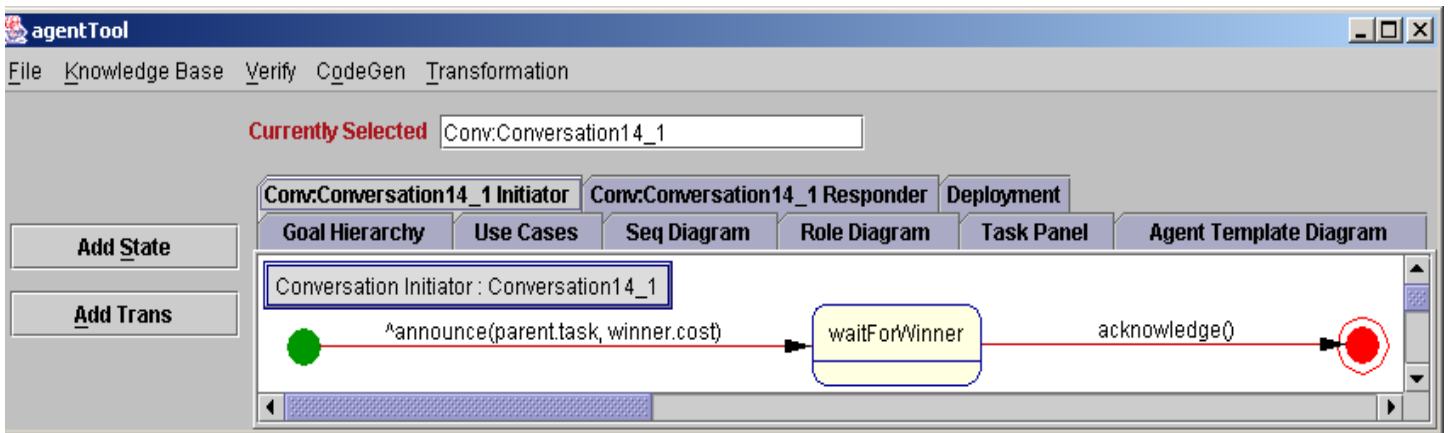 agentTool
File Knowledge Base Verify CodeGen Transformation
Currently Selected Conv:Conversation14_1
Conv:Conversation14_1 Initiator Conv:Conversation14_1 Responder Deployment
Goal Hierarchy Use Cases Seq Diagram Role Diagram Task Panel Agent Template Diagram
Add State
Add Trans
Conversation Initiator : Conversation14_1
^announce(parent.task, winner.cost)
waitForWinner
acknowledge()